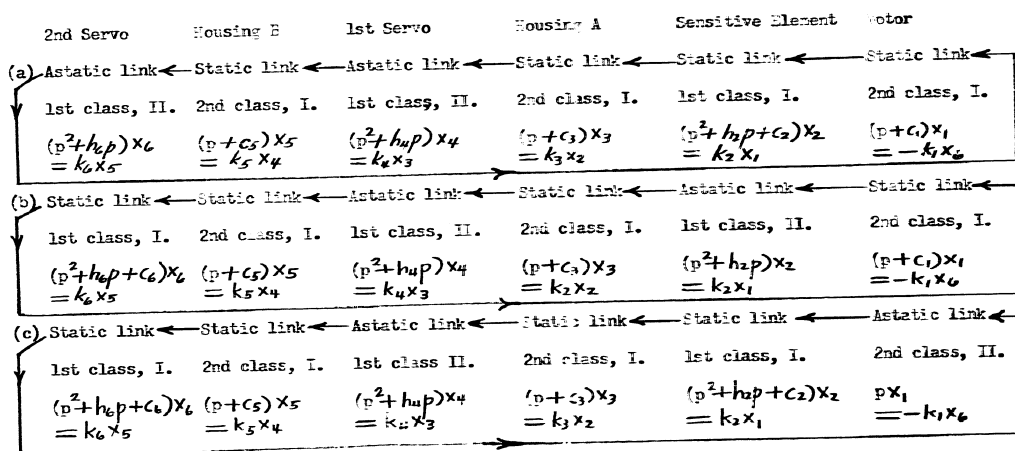 2nd Servo Housing B 1st Servo Housing A Sensitive Element Motor
(a) Astatic link Static link Astatic link Static link Static link Static link
1st class, II. 2nd class, I. 1st class, II. 2nd class, I. 1st class, I. 2nd class, I.
(p²+h₆p)x₆ (p+c₅)x₅ (p²+h₄p)x₄ (p+c₃)x₃ (p²+h₂p+c₂)x₂ (p+c₁)x₁
=k₆x₅ =k₅x₄ =k₄x₃ =k₃x₂ =k₂x₁ =-k₁x₆
(b) Static link Static link Astatic link Static link Astatic link Static link
1st class, I. 2nd class, I. 1st class, II. 2nd class, I. 1st class, II. 2nd class, I.
(p²+h₆p+c₆)x₆ (p+c₅)x₅ (p²+h₄p)x₄ (p+c₃)x₃ (p²+h₂p)x₂ (p+c₁)x₁
=k₆x₅ =k₅x₄ =k₄x₃ =k₂x₂ =k₂x₁ =-k₁x₆
(c) Static link Static link Astatic link Static link Static link Astatic link
1st class, I. 2nd class, I. 1st class II. 2nd class, I. 1st class, I. 2nd class, II.
(p²+h₆p+c₆)x₆ (p+c₅)x₅ (p²+h₄p)x₄ (p+c₃)x₃ (p²+h₂p+c₂)x₂ px₁
=k₆x₅ =k₅x₄ =k₄x₃ =k₃x₂ =k₂x₁ =-k₁x₆